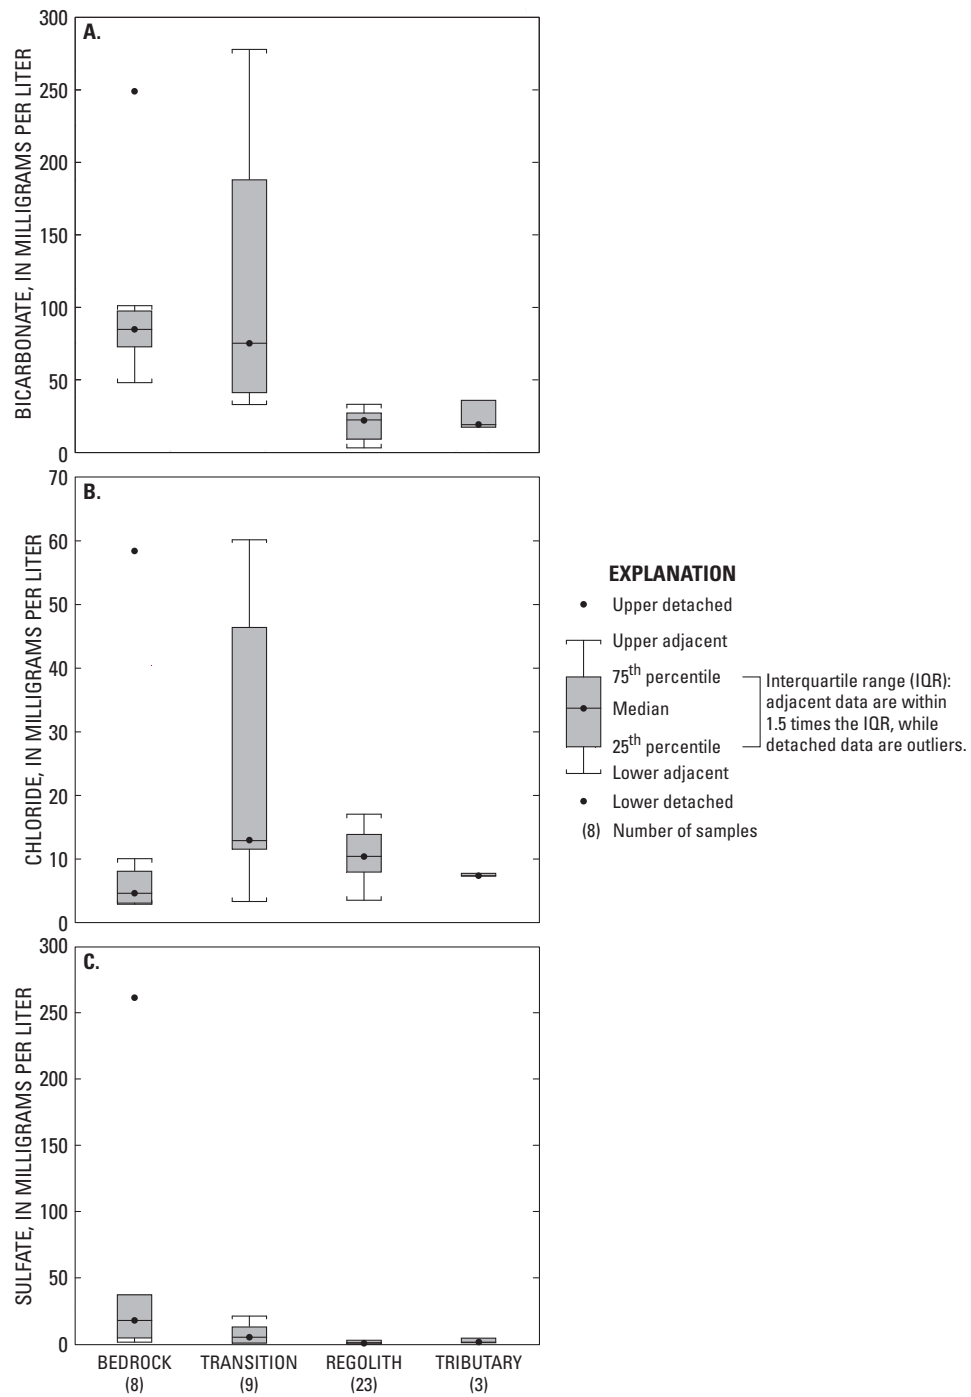 A.
BICARBONATE, IN MILLIGRAMS PER LITER
300
250
200
150
100
50
0
B.
CHLORIDE, IN MILLIGRAMS PER LITER
70
60
50
40
30
20
10
0
EXPLANATION
Upper detached
Upper adjacent
75th percentile
Median
25th percentile
Lower adjacent
Lower detached
(8) Number of samples
Interquartile range (IQR):
adjacent data are within
1.5 times the IQR, while
detached data are outliers.
C.
SULFATE, IN MILLIGRAMS PER LITER
300
250
200
150
100
50
0
BEDROCK TRANSITION REGOLITH TRIBUTARY
(8) (9) (23) (3)